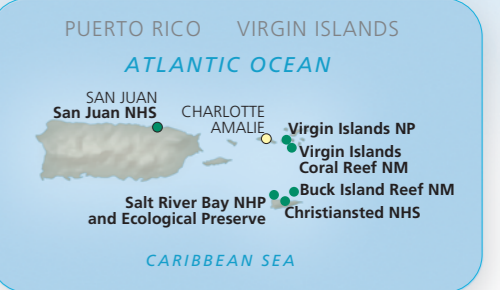 PUERTO RICO VIRGIN ISLANDS
ATLANTIC OCEAN
SAN JUAN
San Juan NHS
CHARLOTTE
AMALIE
Virgin Islands NP
Virgin Islands
Coral Reef NM
Buck Island Reef NM
Salt River Bay NHP
and Ecological Preserve
Christiansted NHS
CARIBBEAN SEA